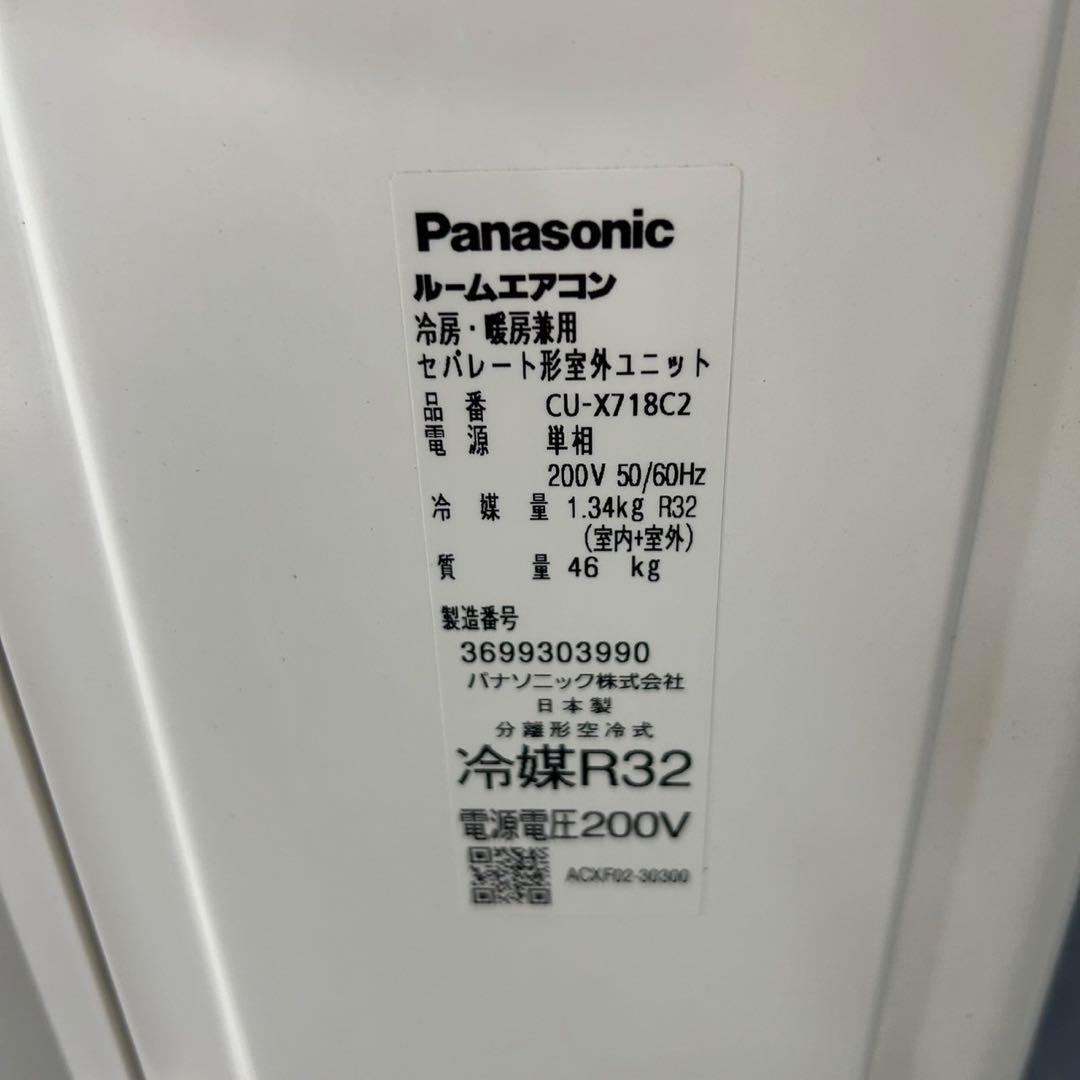 Panasonic
ルームエアコン
冷房・暖房兼用
セパレート形室外ユニット
品番 CU-X718C2
電源 単相
200V 50/60Hz
冷媒量 1.34kg R32
(室内+室外)
質量 46 kg
製造番号
3699303990
パナソニック株式会社
日本製
分離形空冷式
冷媒R32
電源電圧200V
ACXF02-30300